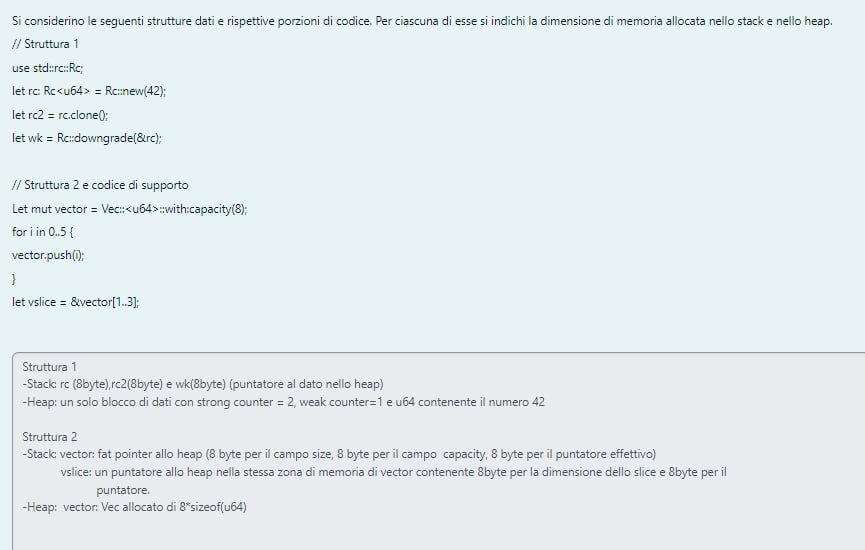 Si considerino le seguenti strutture dati e rispettive porzioni di codice. Per ciascuna di esse si indichi la dimensione di memoria allocata nello stack e nello heap.
// Struttura 1
use std::rc::Rc;
let rc: Rc<u64> = Rc::new(42);
let rc2 = rc.clone();
let wk = Rc::downgrade(&rc);
// Struttura 2 e codice di supporto
Let mut vector = Vec::<u64>::with:capacity(8);
for i in 0..5 {
vector.push(i);
}
let vslice = &vector[1..3];
Struttura 1
-Stack: rc (8byte),rc2(8byte) e wk(8byte) (puntatore al dato nello heap)
-Heap: un solo blocco di dati con strong counter = 2, weak counter=1 e u64 contenente il numero 42
Struttura 2
-Stack: vector: fat pointer allo heap (8 byte per il campo size, 8 byte per il campo capacity, 8 byte per il puntatore effettivo)
vslice: un puntatore allo heap nella stessa zona di memoria di vector contenente 8byte per la dimensione dello slice e 8byte per il
puntatore.
-Heap: vector: Vec allocato di 8*sizeof(u64)